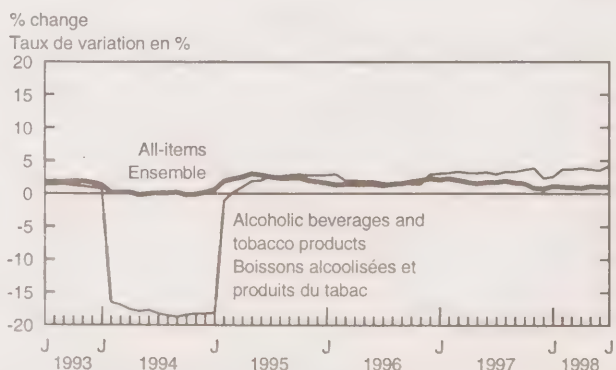 % change
Taux de variation en %
20
15
10
5
0
-5
-10
-15
-20
All-items
Ensemble
Alcoholic beverages and
tobacco products
Boissons alcoolisées et
produits du tabac
J J J J J J
1993 1994 1995 1996 1997 1998